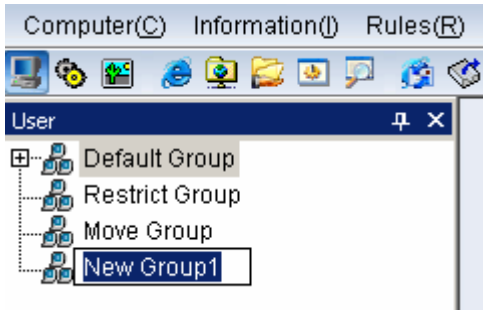 Computer(C) Information(I) Rules(R)
User
Default Group
Restrict Group
Move Group
New Group1